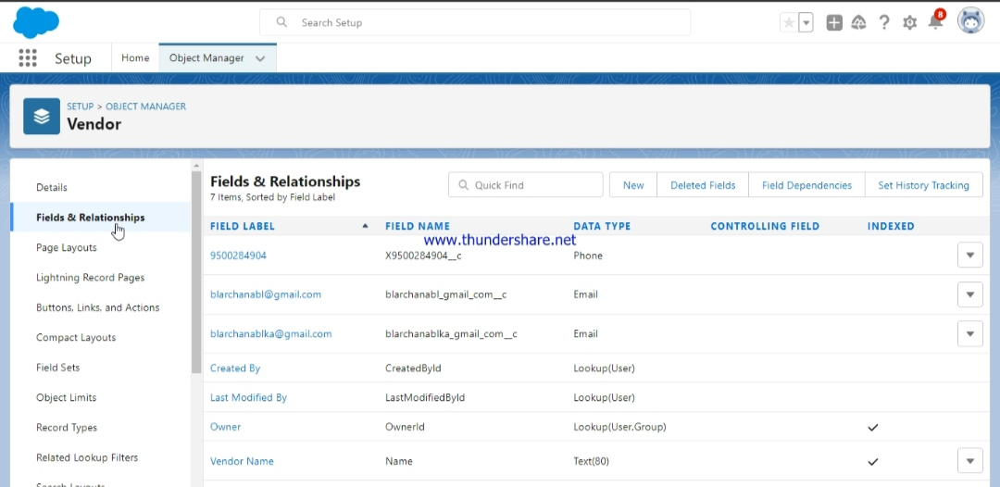 Search Setup
8
Setup
Home
Object Manager
SETUP > OBJECT MANAGER
Vendor
Details
Fields & Relationships
Page Layouts
Lightning Record Pages
Buttons, Links, and Actions
Compact Layouts
Field Sets
Object Limits
Record Types
Related Lookup Filters
Search Layouts
Fields & Relationships
7 Items, Sorted by Field Label
Quick Find
New
Deleted Fields
Field Dependencies
Set History Tracking
FIELD LABEL FIELD NAME DATA TYPE CONTROLLING FIELD INDEXED
www.thundershare.net
9500284904 X9500284904__c Phone
blarchanabl@gmail.com blarchanabl_gmail_com__c Email
blarchanablka@gmail.com blarchanablka_gmail_com__c Email
Created By CreatedById Lookup(User)
Last Modified By LastModifiedById Lookup(User)
Owner OwnerId Lookup(User,Group)
Vendor Name Name Text(80)